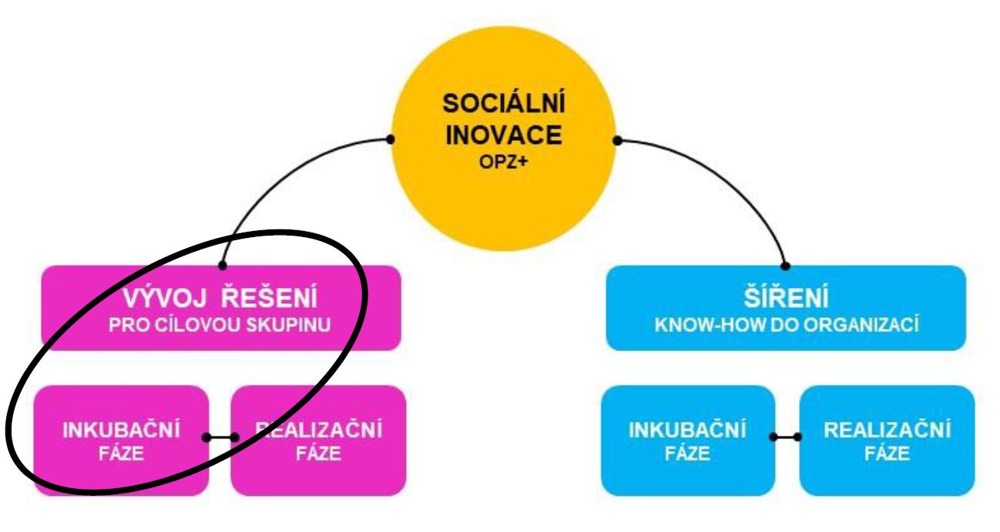 SOCIÁLNÍ
INOVACE
OPZ+
VÝVOJ ŘEŠENÍ
PRO CÍLOVOU SKUPINU
ŠÍŘENÍ
KNOW-HOW DO ORGANIZACÍ
INKUBAČNÍ
FÁZE
REALIZAČNÍ
FÁZE
INKUBAČNÍ
FÁZE
REALIZAČNÍ
FÁZE